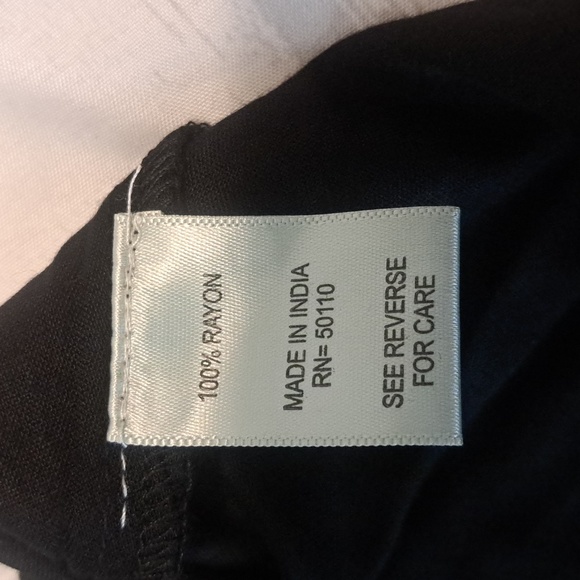 100% RAYON
MADE IN INDIA
RN= 50110
SEE REVERSE
FOR CARE